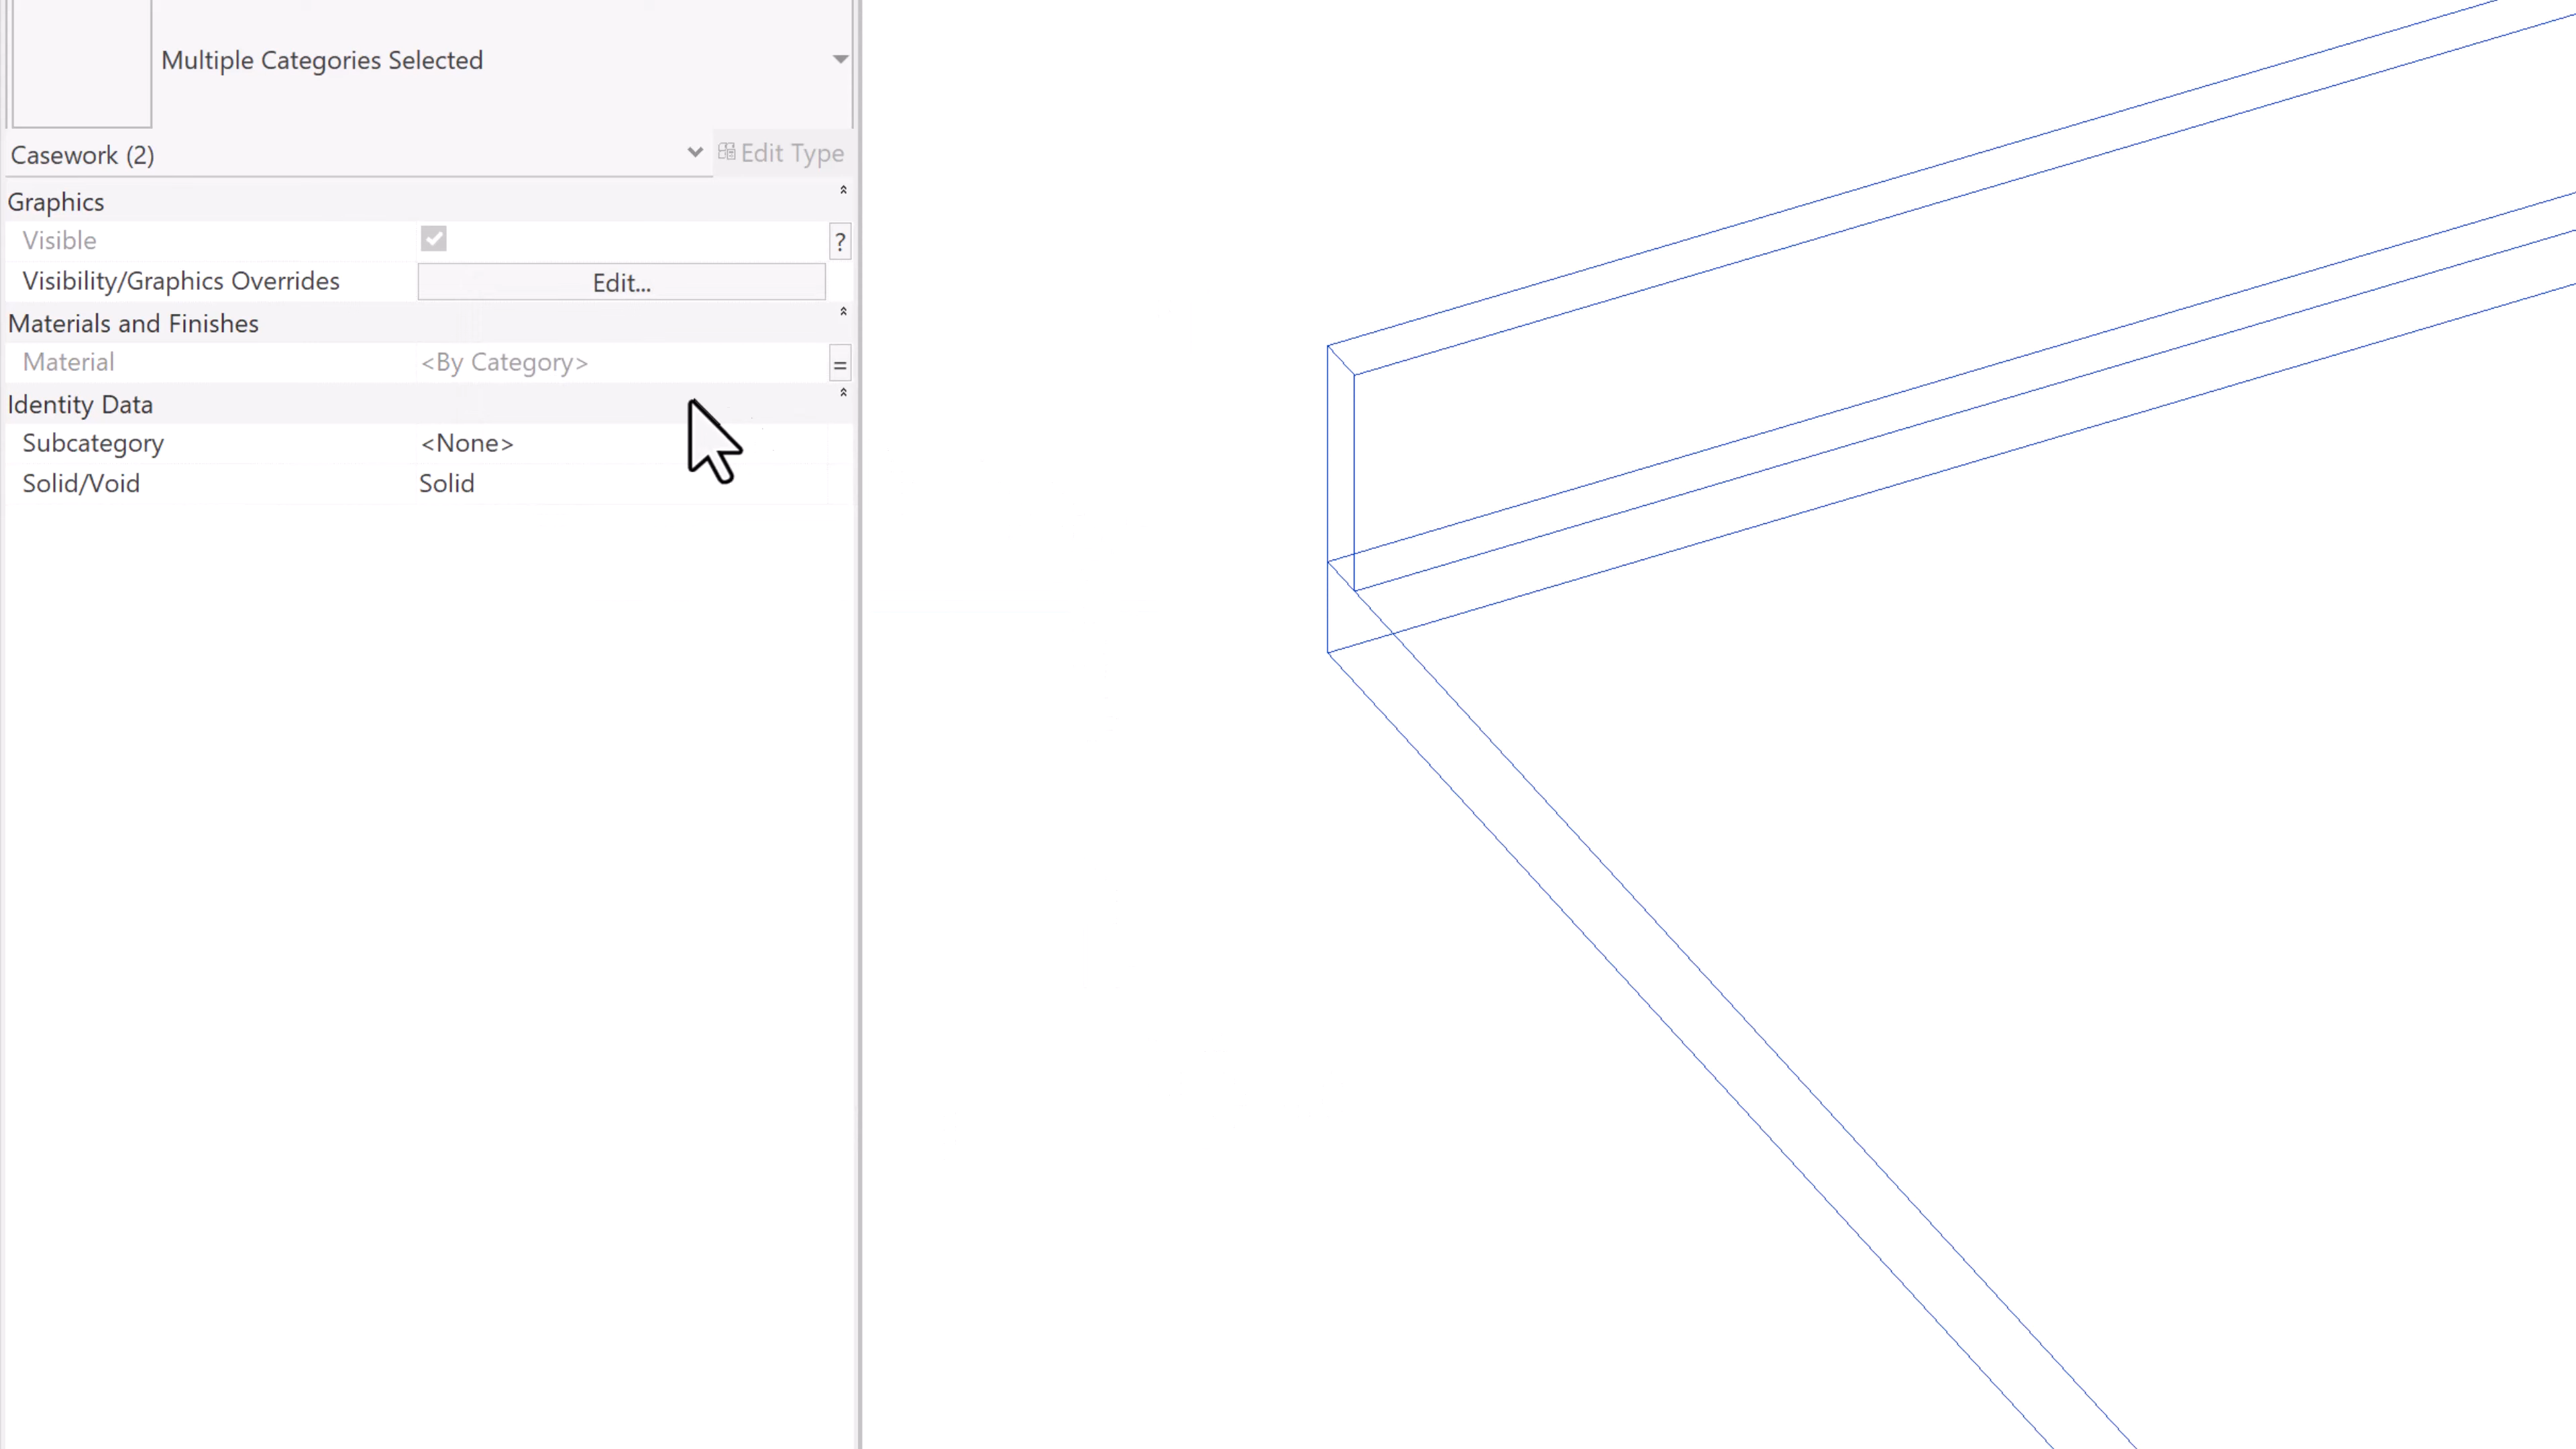 Multiple Categories Selected
Casework (2)
Edit Type
Graphics
Visible
?
Visibility/Graphics Overrides Edit...
Materials and Finishes
Material <By Category> =
Identity Data
Subcategory <None>
Solid/Void Solid